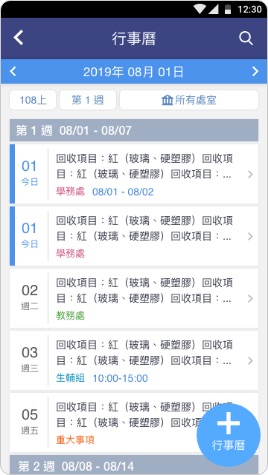 12:30
行事曆
2019年 08月 01日
108上
第 1 週
所有處室
第 1 週 08/01 - 08/07
01
今日
回收項目：紅（玻璃、硬塑膠）回收項
目：紅（玻璃、硬塑膠）回收項目：...
學務處 08/01 - 08/02
01
今日
回收項目：紅（玻璃、硬塑膠）回收項
目：紅（玻璃、硬塑膠）回收項目：...
學務處
02
週二
回收項目：紅（玻璃、硬塑膠）回收項
目：紅（玻璃、硬塑膠）回收項目：...
教務處
03
週三
回收項目：紅（玻璃、硬塑膠）回收項
目：紅（玻璃、硬塑膠）回收項目：...
生輔組 10:00-15:00
05
週五
回收項目：紅（玻璃、硬塑膠）回收項
目：紅（玻璃、硬塑膠）回收
重大事項
行事曆
第 2 週 08/08 - 08/14